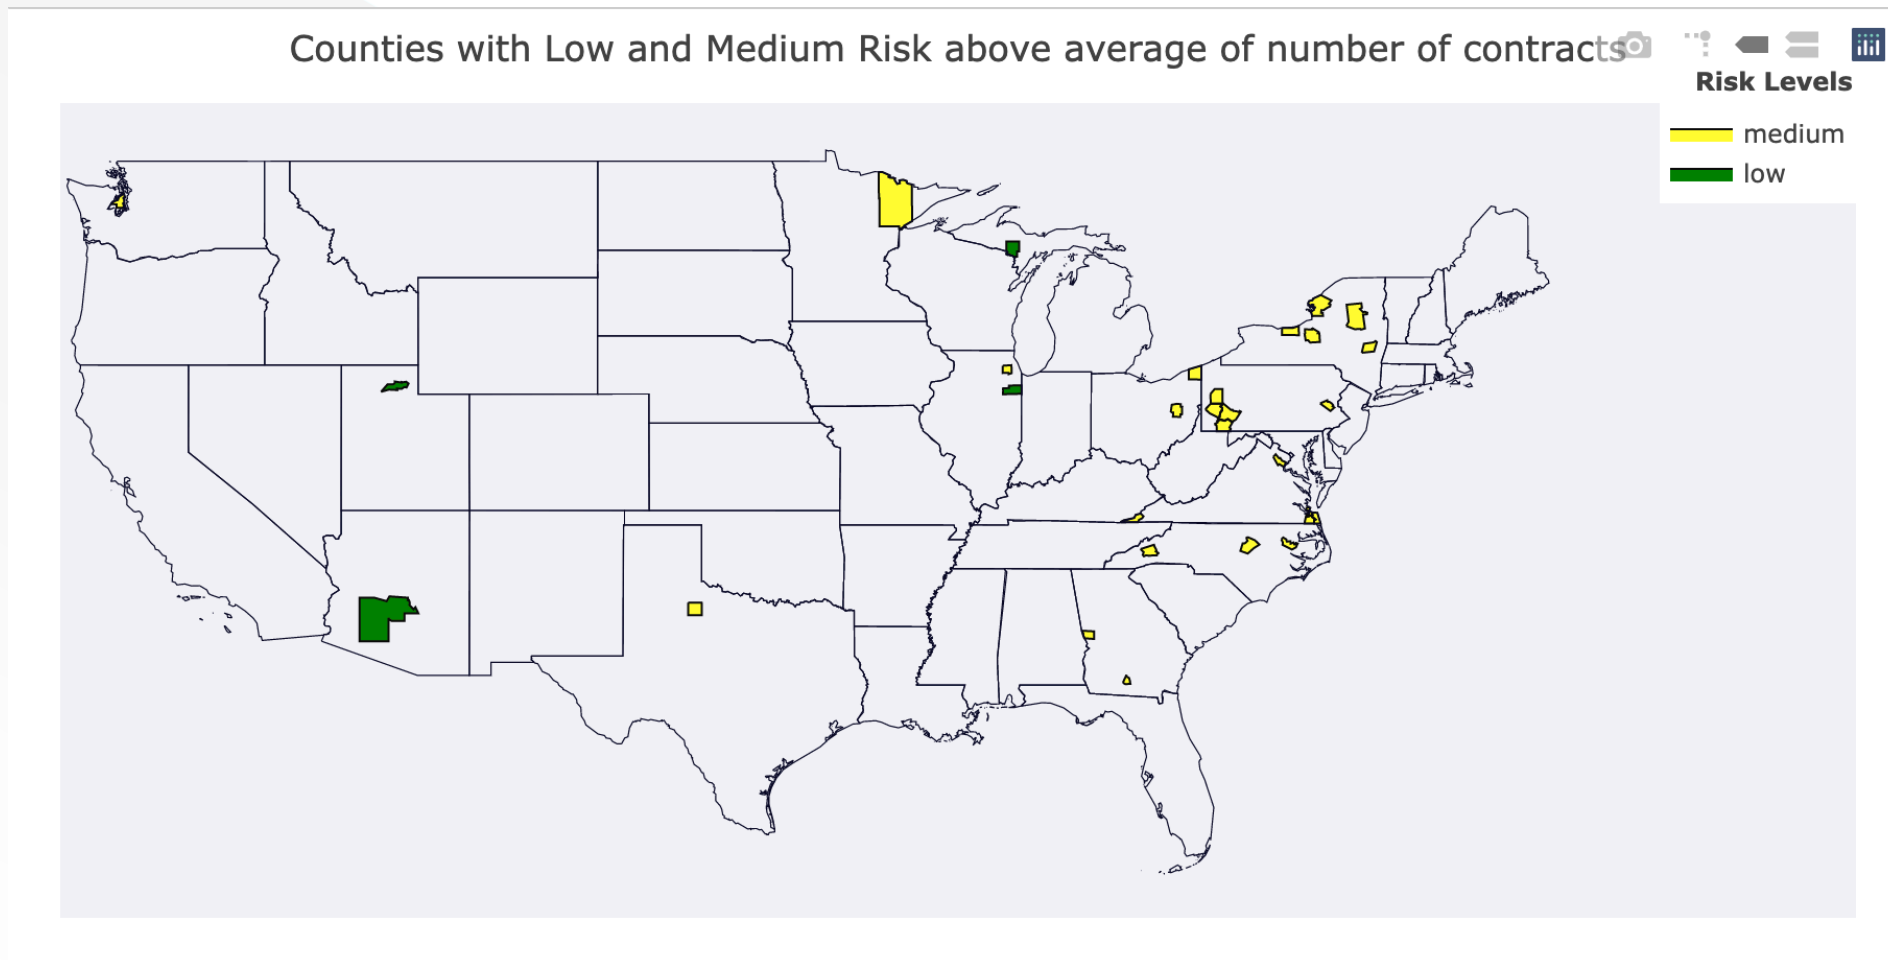 Counties with Low and Medium Risk above average of number of contracts
Risk Levels
medium
low